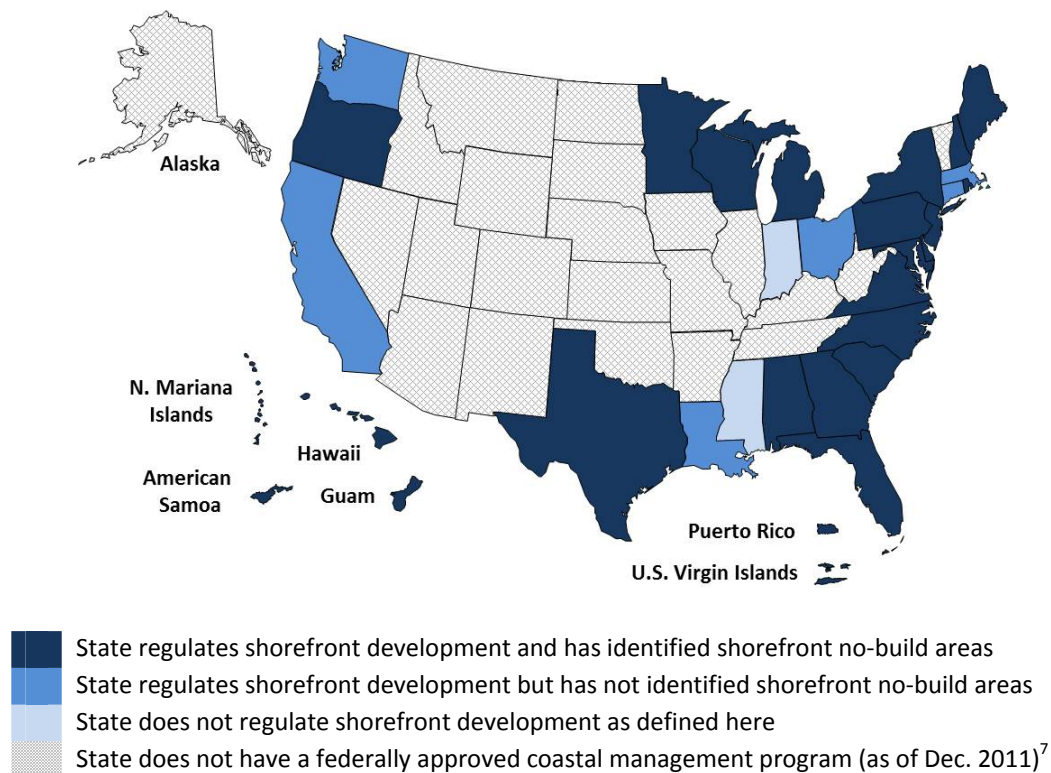 Alaska
N. Mariana
Islands
Hawaii
American
Samoa
Guam
Puerto Rico
U.S. Virgin Islands
State regulates shorefront development and has identified shorefront no-build areas
State regulates shorefront development but has not identified shorefront no-build areas
State does not regulate shorefront development as defined here
State does not have a federally approved coastal management program (as of Dec. 2011)7